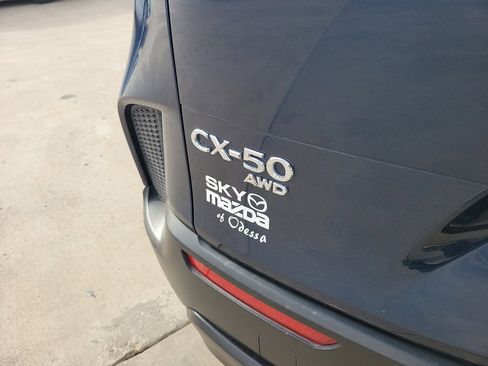 CX-50
AWD
SKY
mazda
of Odessa